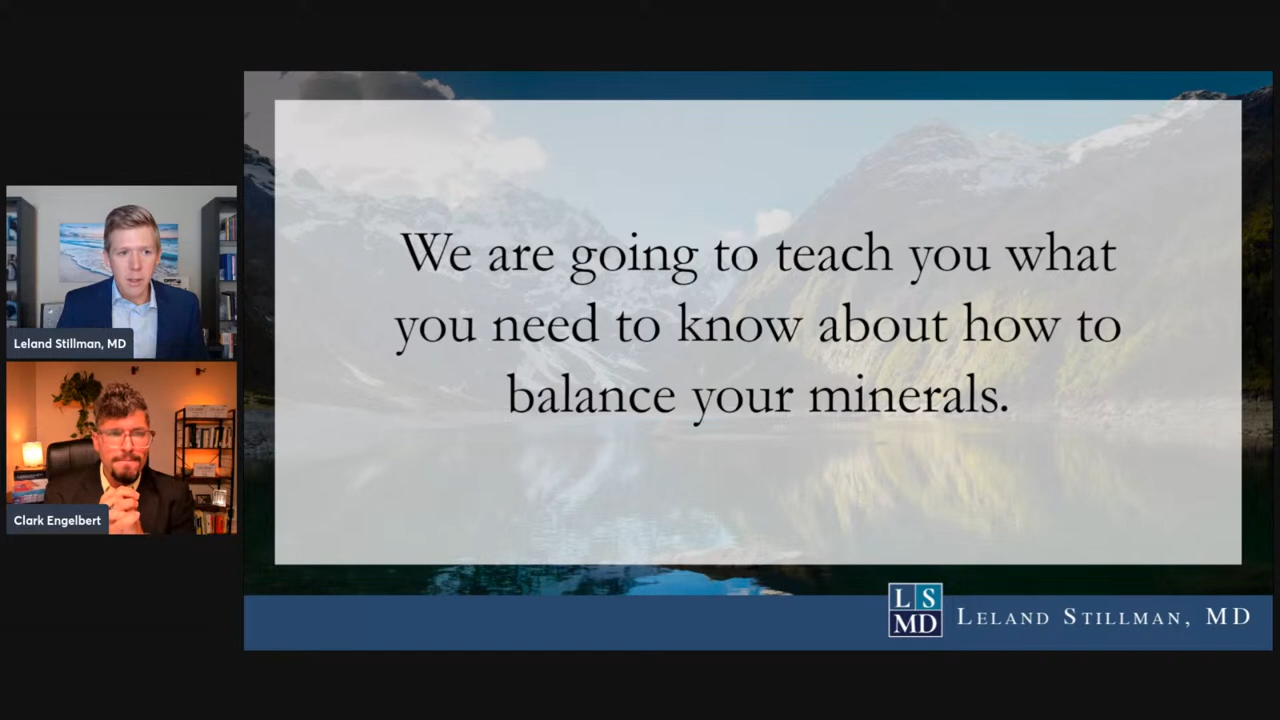 Leland Stillman, MD
Clark Engelbert
We are going to teach you what
you need to know about how to
balance your minerals.
L S
MD
LELAND STILLMAN, MD